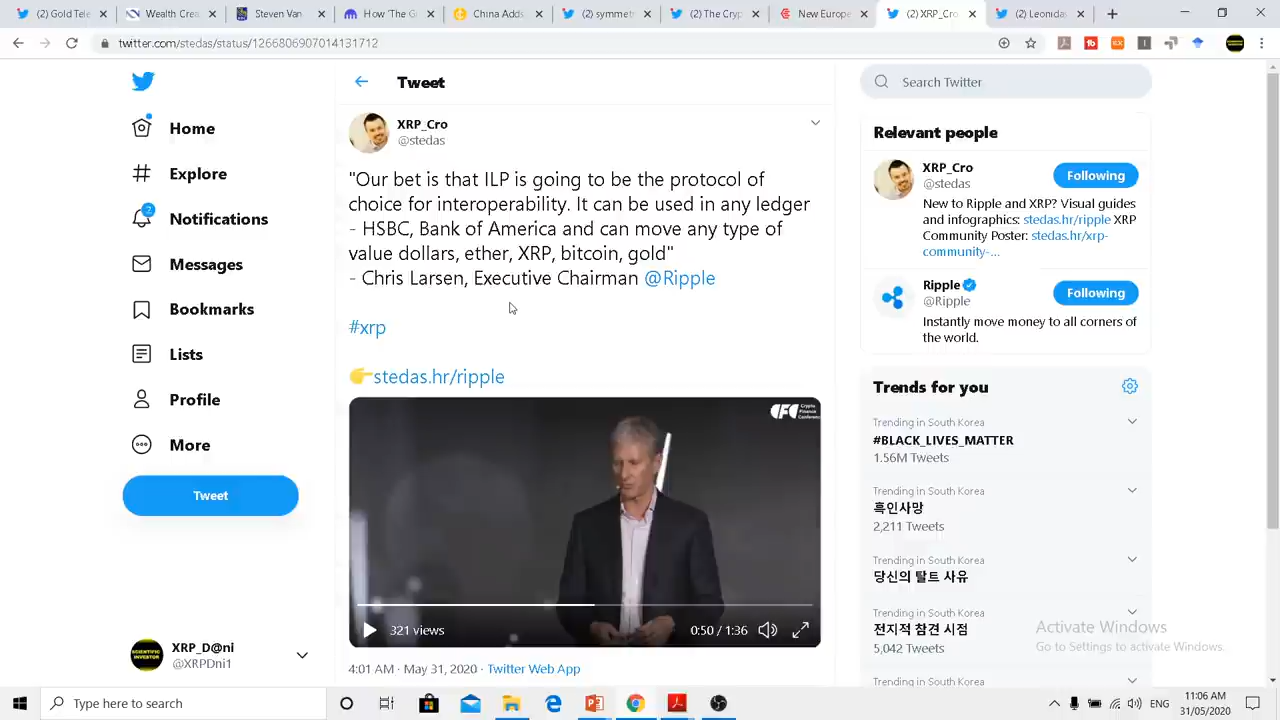 (2) Gold Tele
Wealth Creat
Steven Van
How The Get
China Adds
(2) symmetr
(2) The Cryp
New Europe
(2) XRP_Cro
(2) Leonidas
twitter.com/stedas/status/1266806907014131712
Tweet
Search Twitter
Home
Explore
2
Notifications
Messages
Bookmarks
Lists
Profile
More
Tweet
XRP_D@ni
@XRPDni1
XRP_Cro
@stedas
"Our bet is that ILP is going to be the protocol of
choice for interoperability. It can be used in any ledger
- HSBC, Bank of America and can move any type of
value dollars, ether, XRP, bitcoin, gold"
- Chris Larsen, Executive Chairman @Ripple
#xrp
👉stedas.hr/ripple
Crypto
Finance
Conference
321 views
0:50 / 1:36
4:01 AM · May 31, 2020 · Twitter Web App
Relevant people
XRP_Cro
@stedas
Following
New to Ripple and XRP? Visual guides
and infographics: stedas.hr/ripple XRP
Community Poster: stedas.hr/xrp-
community-...
Ripple
@Ripple
Following
Instantly move money to all corners of
the world.
Trends for you
Trending in South Korea
#BLACK_LIVES_MATTER
1.56M Tweets
Trending in South Korea
흑인사망
2,211 Tweets
Trending in South Korea
당신의 탈트 사유
Trending in South Korea
전지적 참견 시점
5,042 Tweets
Trending in South Korea
Activate Windows
Go to Settings to activate Windows.
Type here to search
ENG
11:06 AM
31/05/2020